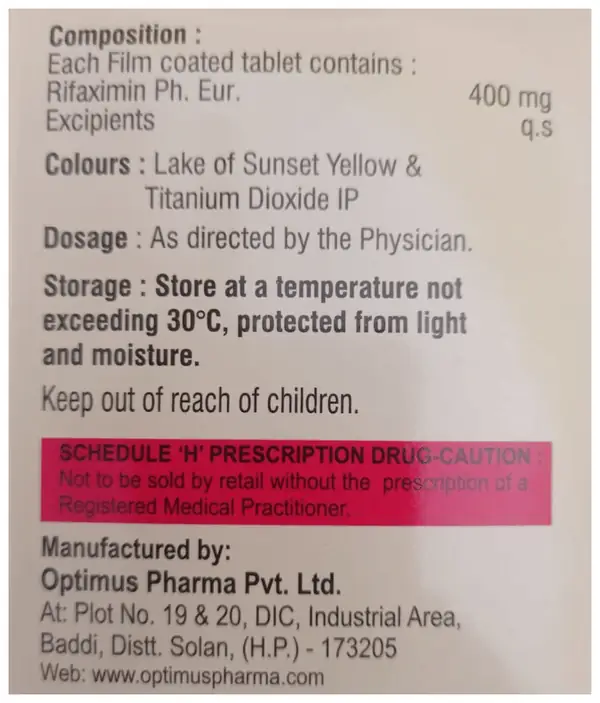 Composition :
Each Film coated tablet contains :
Rifaximin Ph. Eur. 400 mg
Excipients q.s
Colours : Lake of Sunset Yellow &
Titanium Dioxide IP
Dosage : As directed by the Physician.
Storage : Store at a temperature not
exceeding 30°C, protected from light
and moisture.
Keep out of reach of children.
SCHEDULE 'H' PRESCRIPTION DRUG-CAUTION :
Not to be sold by retail without the prescription of a
Registered Medical Practitioner.
Manufactured by:
Optimus Pharma Pvt. Ltd.
At: Plot No. 19 & 20, DIC, Industrial Area,
Baddi, Distt. Solan, (H.P.) - 173205
Web: www.optimuspharma.com